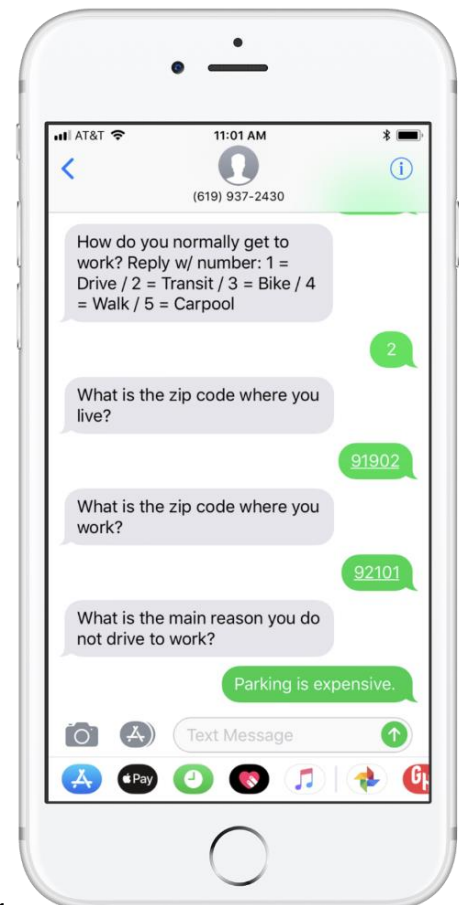 AT&T 11:01 AM
(619) 937-2430
How do you normally get to
work? Reply w/ number: 1 =
Drive / 2 = Transit / 3 = Bike / 4
= Walk / 5 = Carpool
2
What is the zip code where you
live?
91902
What is the zip code where you
work?
92101
What is the main reason you do
not drive to work?
Parking is expensive.
Text Message
Pay